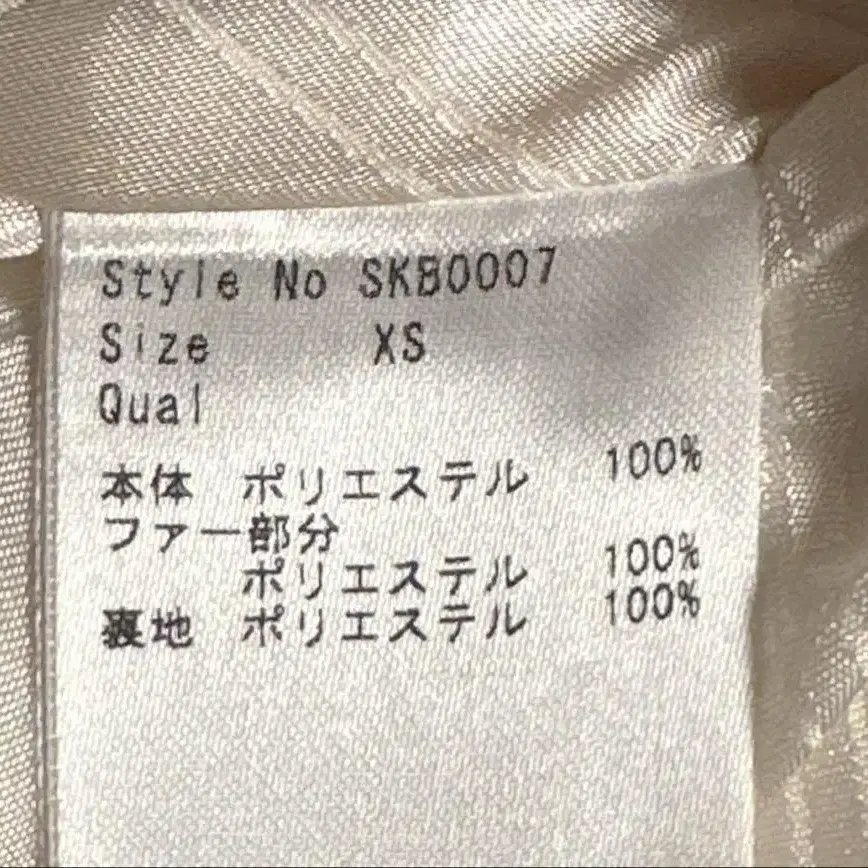 Style No SKB0007
Size XS
Qual
本体 ポリエステル 100%
ファー部分
ポリエステル 100%
裏地 ポリエステル 100%